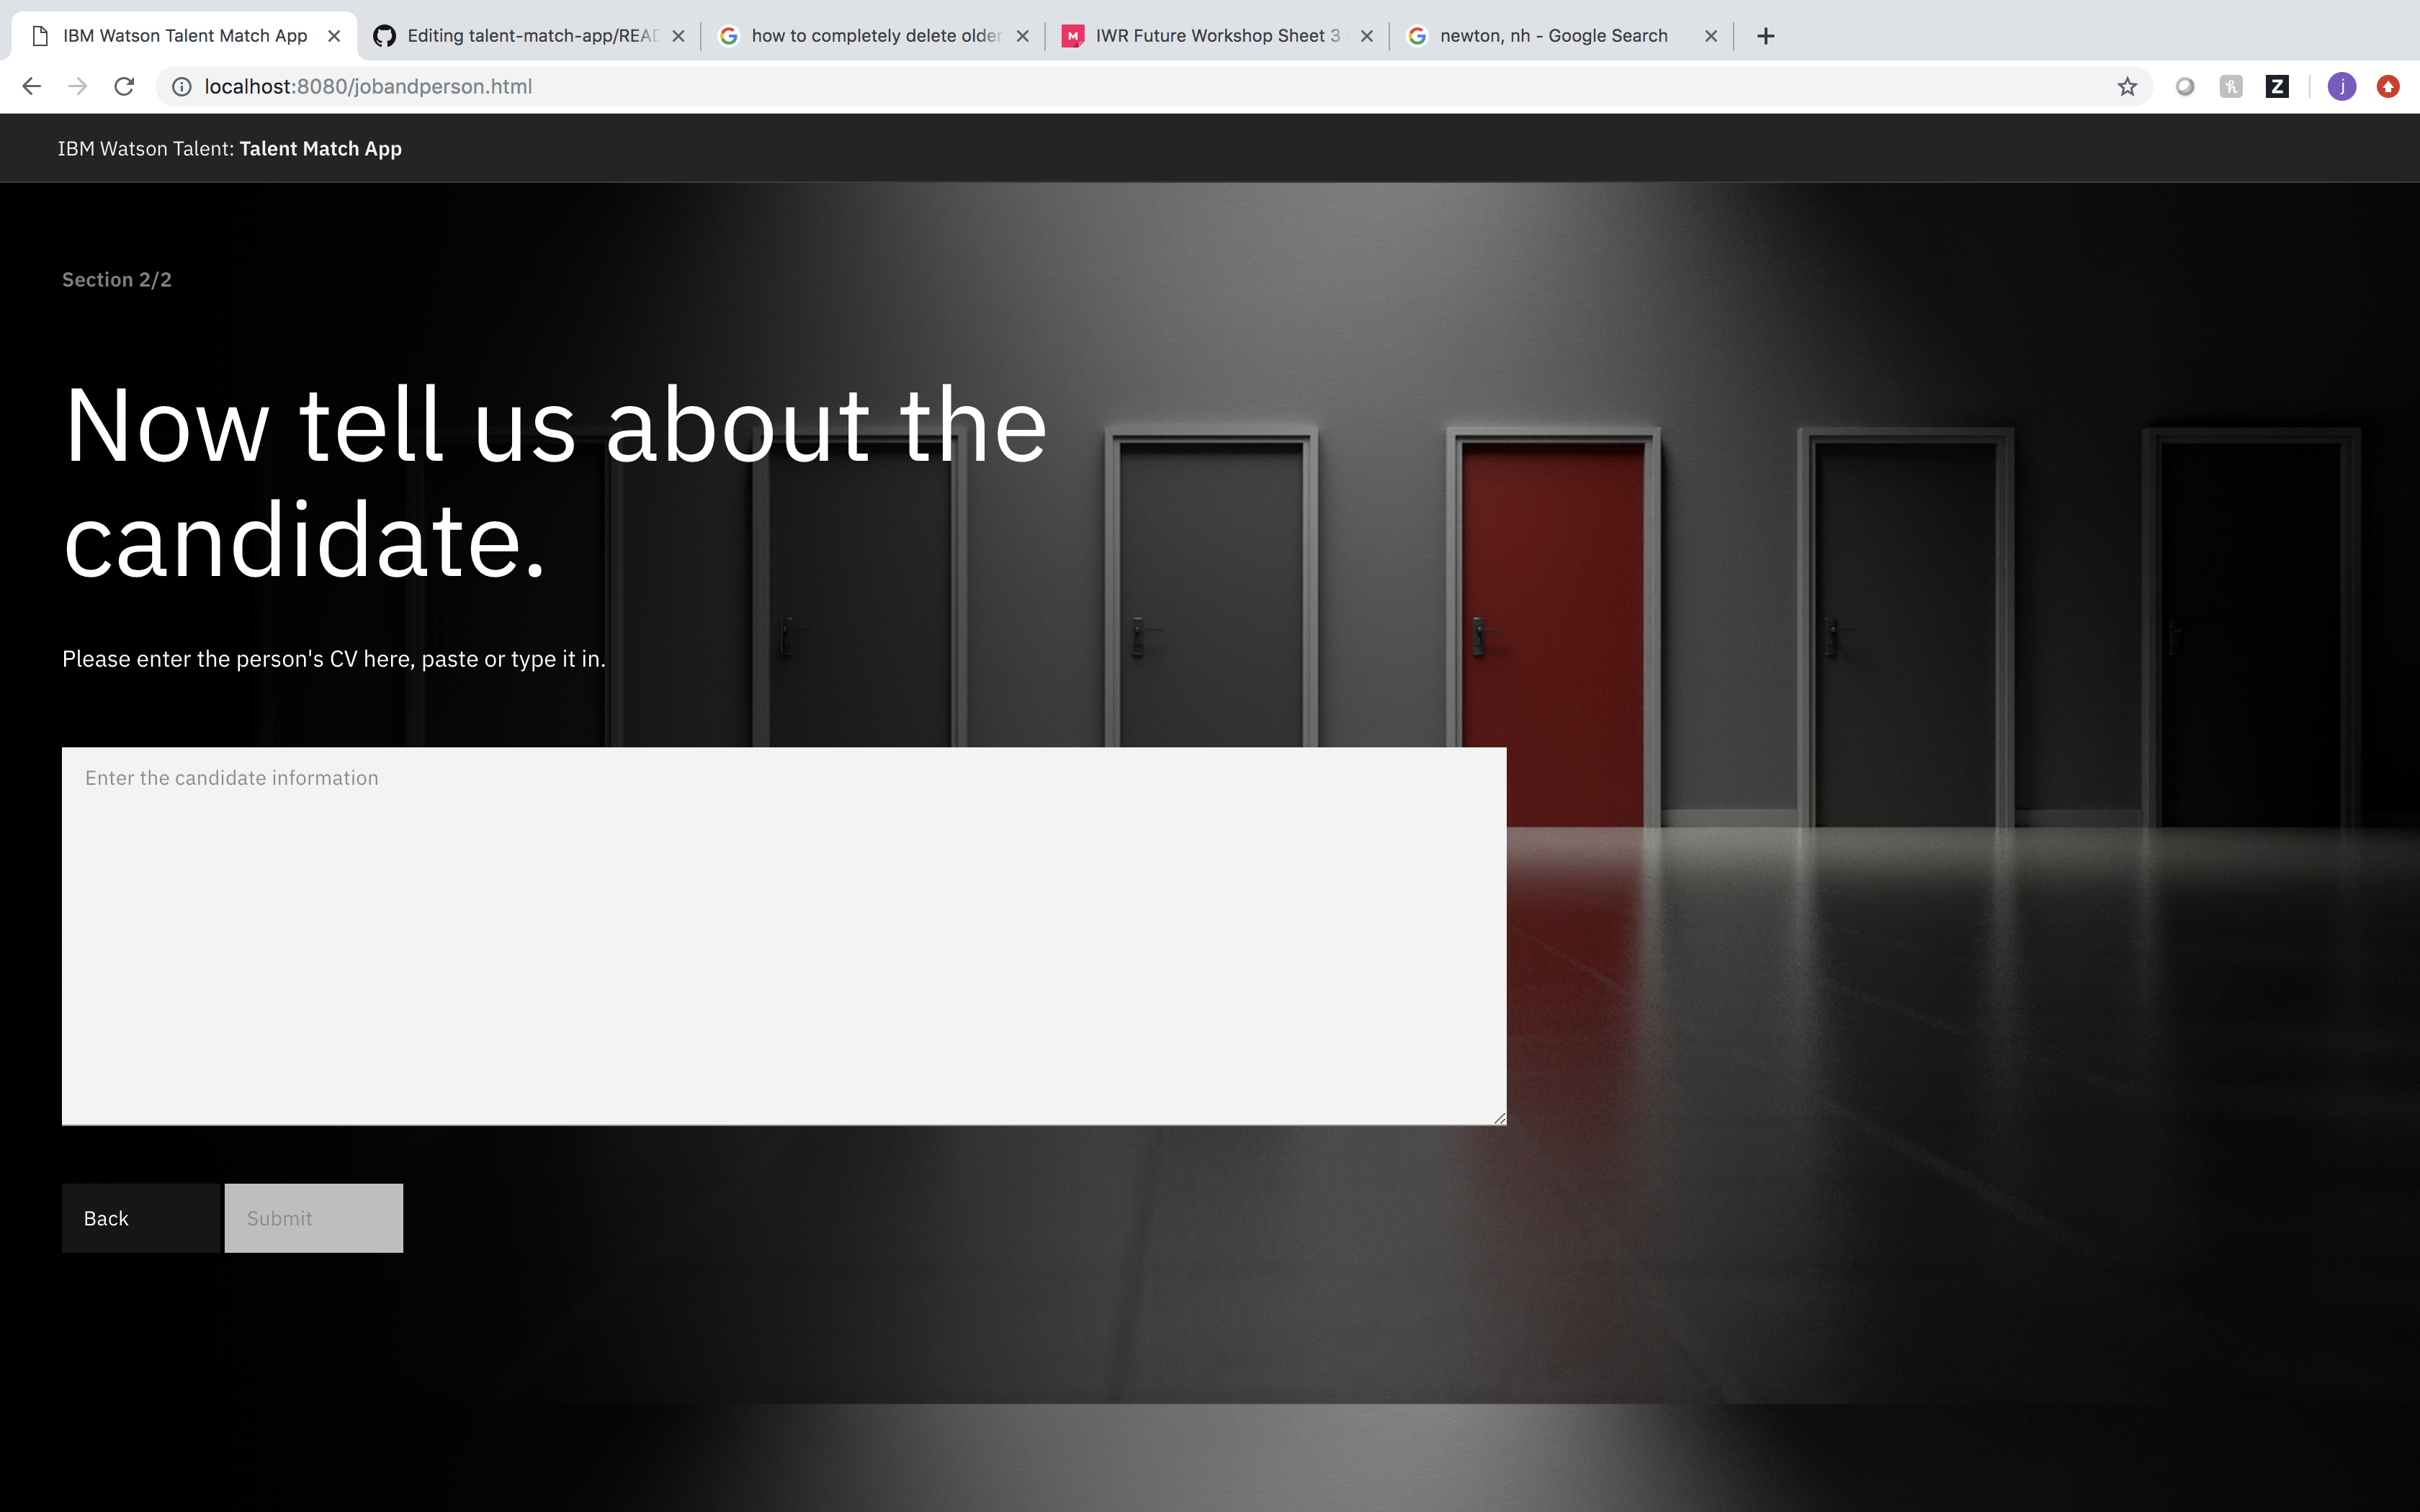 IBM Watson Talent Match App
Editing talent-match-app/READ
how to completely delete older
IWR Future Workshop Sheet 3
newton, nh - Google Search
localhost:8080/jobandperson.html
j
IBM Watson Talent: Talent Match App
Section 2/2
Now tell us about the
candidate.
Please enter the person's CV here, paste or type it in.
Enter the candidate information
Back
Submit